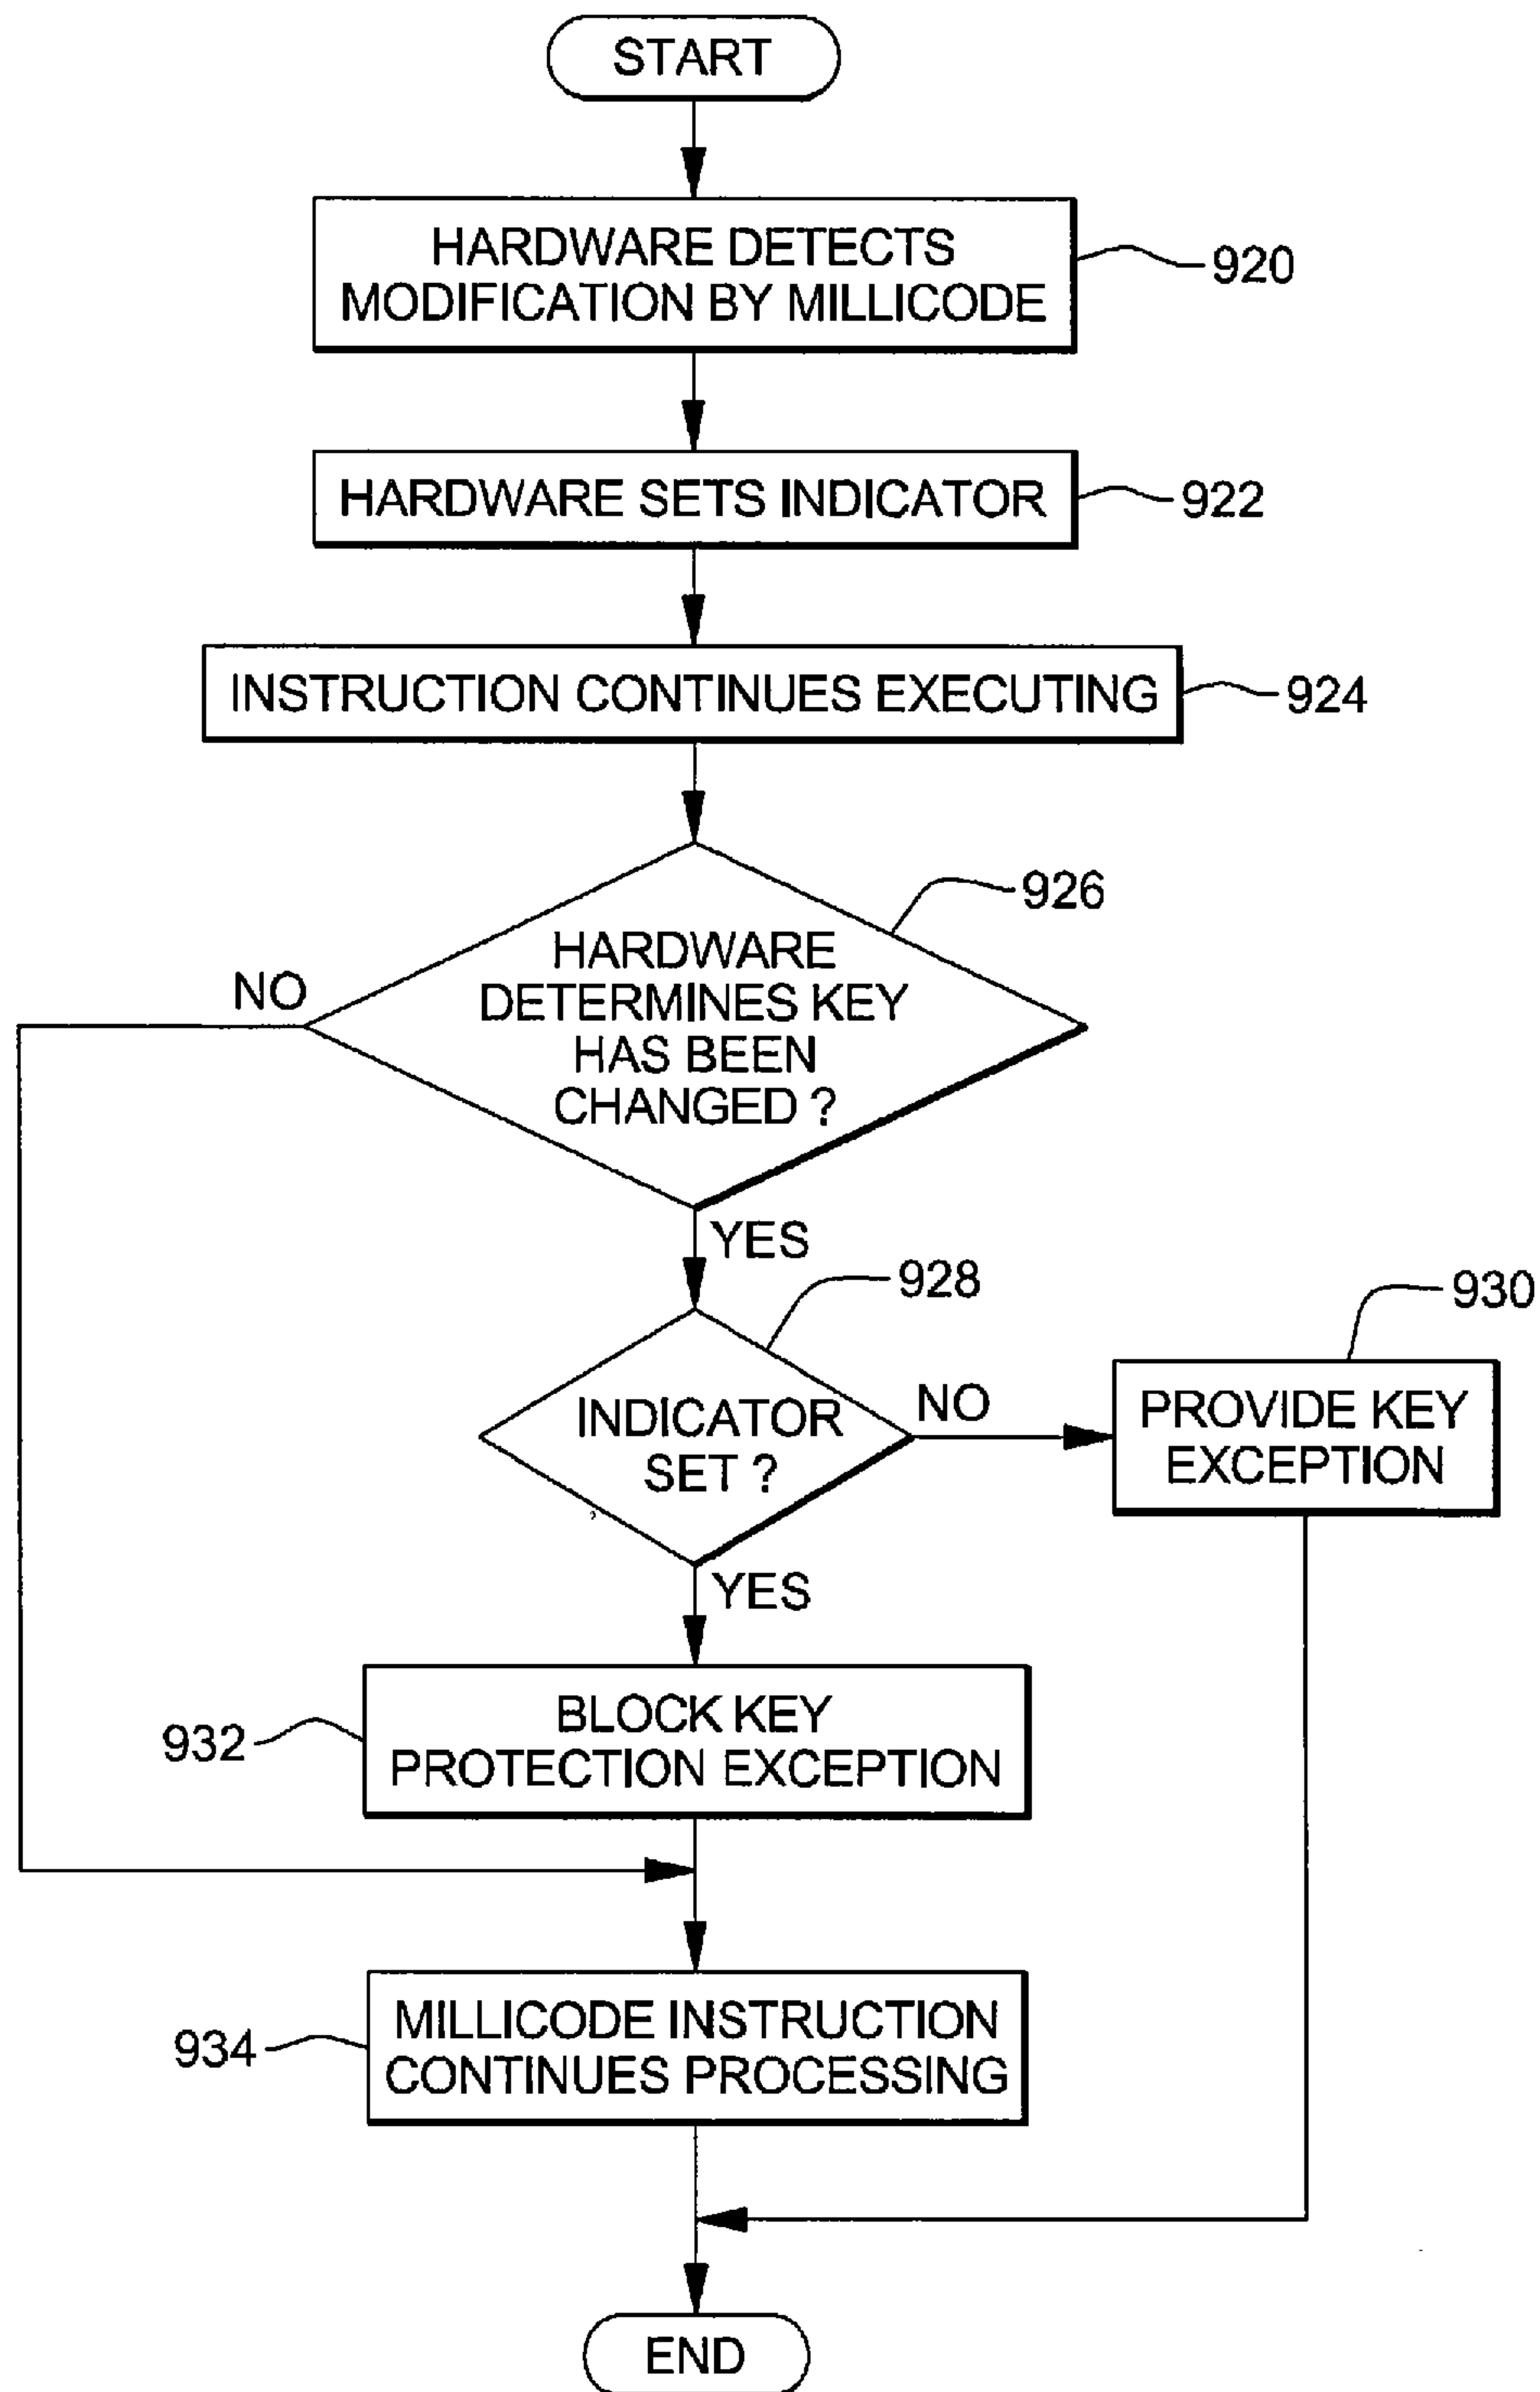 START
HARDWARE DETECTS
MODIFICATION BY MILLICODE
920
HARDWARE SETS INDICATOR
922
INSTRUCTION CONTINUES EXECUTING
924
926
HARDWARE
DETERMINES KEY
HAS BEEN
CHANGED ?
NO
YES
928
INDICATOR
SET ?
NO
930
PROVIDE KEY
EXCEPTION
YES
BLOCK KEY
PROTECTION EXCEPTION
932
MILLICODE INSTRUCTION
CONTINUES PROCESSING
934
END